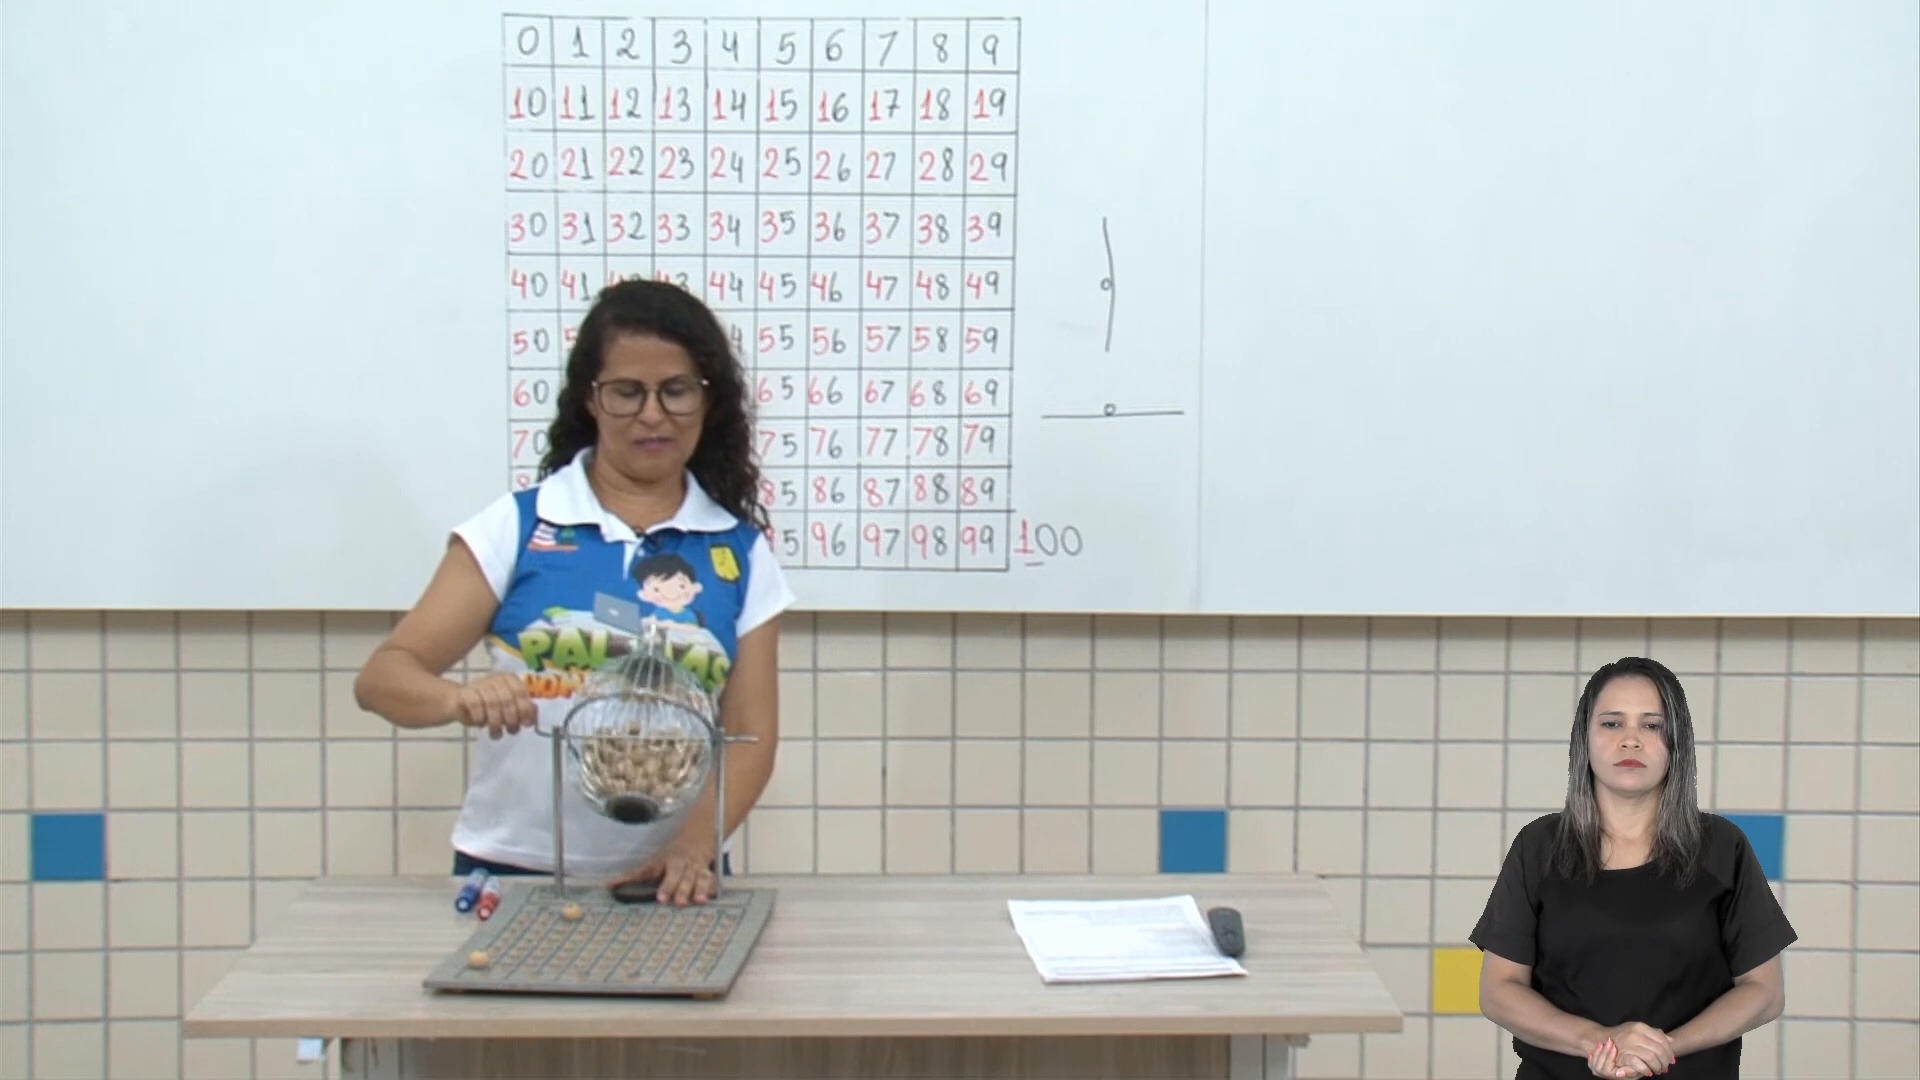 0 1 2 3 4 5 6 7 8 9
10 11 12 13 14 15 16 17 18 19
20 21 22 23 24 25 26 27 28 29
30 31 32 33 34 35 36 37 38 39
40 41 44 45 46 47 48 49
50 55 56 57 58 59
60 65 66 67 68 69
70 75 76 77 78 79
85 86 87 88 89
96 97 98 99 100